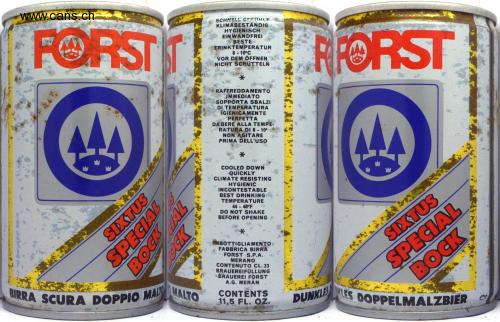 www.cans.ch
FORST
SIXTUS
SPECIAL
BOCK
BIRRA SCURA DOPPIO MALTO
SCHNELL GEKÜHLT
KLIMABESTÄNDIG
HYGIENISCH
EINWANDFREI
BESTE
TRINKTEMPERATUR
8 - 10°C
VOR DEM ÖFFNEN
NICHT SCHÜTTELN
*
RAFFREDDAMENTO
IMMEDIATO
SOPPORTA SBALZI
DI TEMPERATURA
IGIENICAMENTE
PERFETTA
DA BERE ALLA TEMPE-
RATURA DI 8 - 10°
NON AGITARE
PRIMA DELL'USO
*
COOLED DOWN
QUICKLY
CLIMATE RESISTING
HYGIENIC
INCONTESTABLE
BEST DRINKING
TEMPERATURE
44 - 48°F
DO NOT SHAKE
BEFORE OPENING
*
IMBOTTIGLIAMENTO
FABBRICA BIRRA
FORST S.P.A.
MERANO
CONTENUTO CL. 33
BRAUEREIFÜLLUNG
BRAUEREI FORST
A.G. MERAN
CONTENTS
11,5 FL. OZ.
MALTO
DUNKLES
FORST
SIXTUS
SPECIAL
BOCK
KLES DOPPELMALZBIER